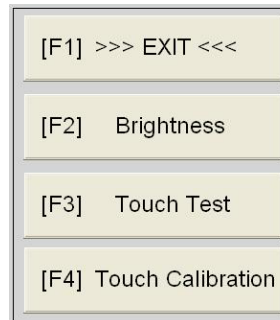 [F1] >>> EXIT <<<
[F2] Brightness
[F3] Touch Test
[F4] Touch Calibration